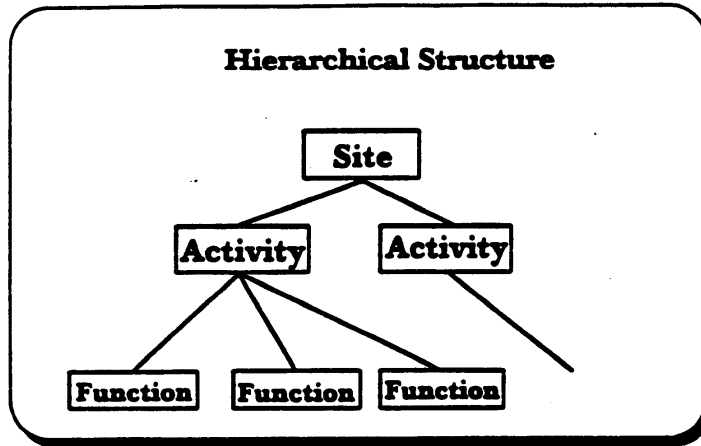 Hierarchical Structure
Site
Activity Activity
Function Function Function